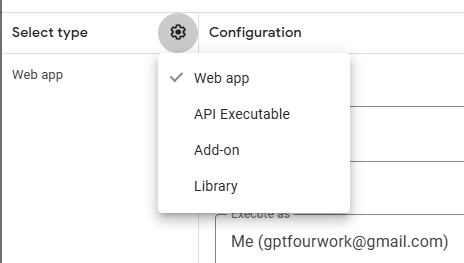 Select type
Configuration
Web app
Web app
API Executable
Add-on
Library
Execute as
Me (gptfourwork@gmail.com)